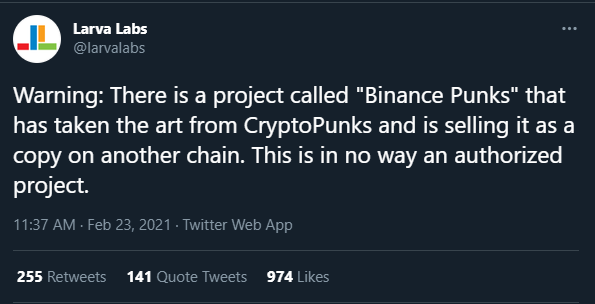 Larva Labs
@larvalabs
Warning: There is a project called "Binance Punks" that
has taken the art from CryptoPunks and is selling it as a
copy on another chain. This is in no way an authorized
project.
11:37 AM · Feb 23, 2021 · Twitter Web App
255 Retweets 141 Quote Tweets 974 Likes